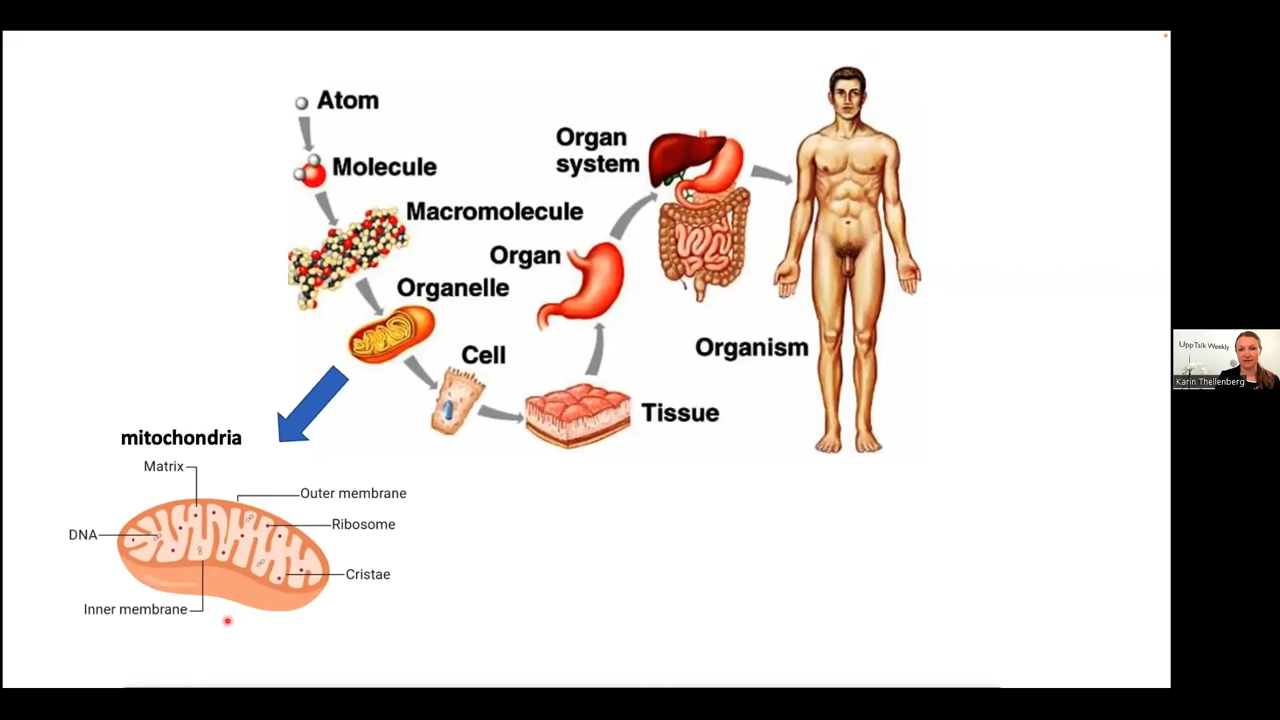 Atom
Molecule
Macromolecule
Organelle
Cell
Tissue
Organ
Organ
system
Organism
mitochondria
Matrix
Outer membrane
Ribosome
DNA
Cristae
Inner membrane
UppTalk Weekly
Karin Thellenberg